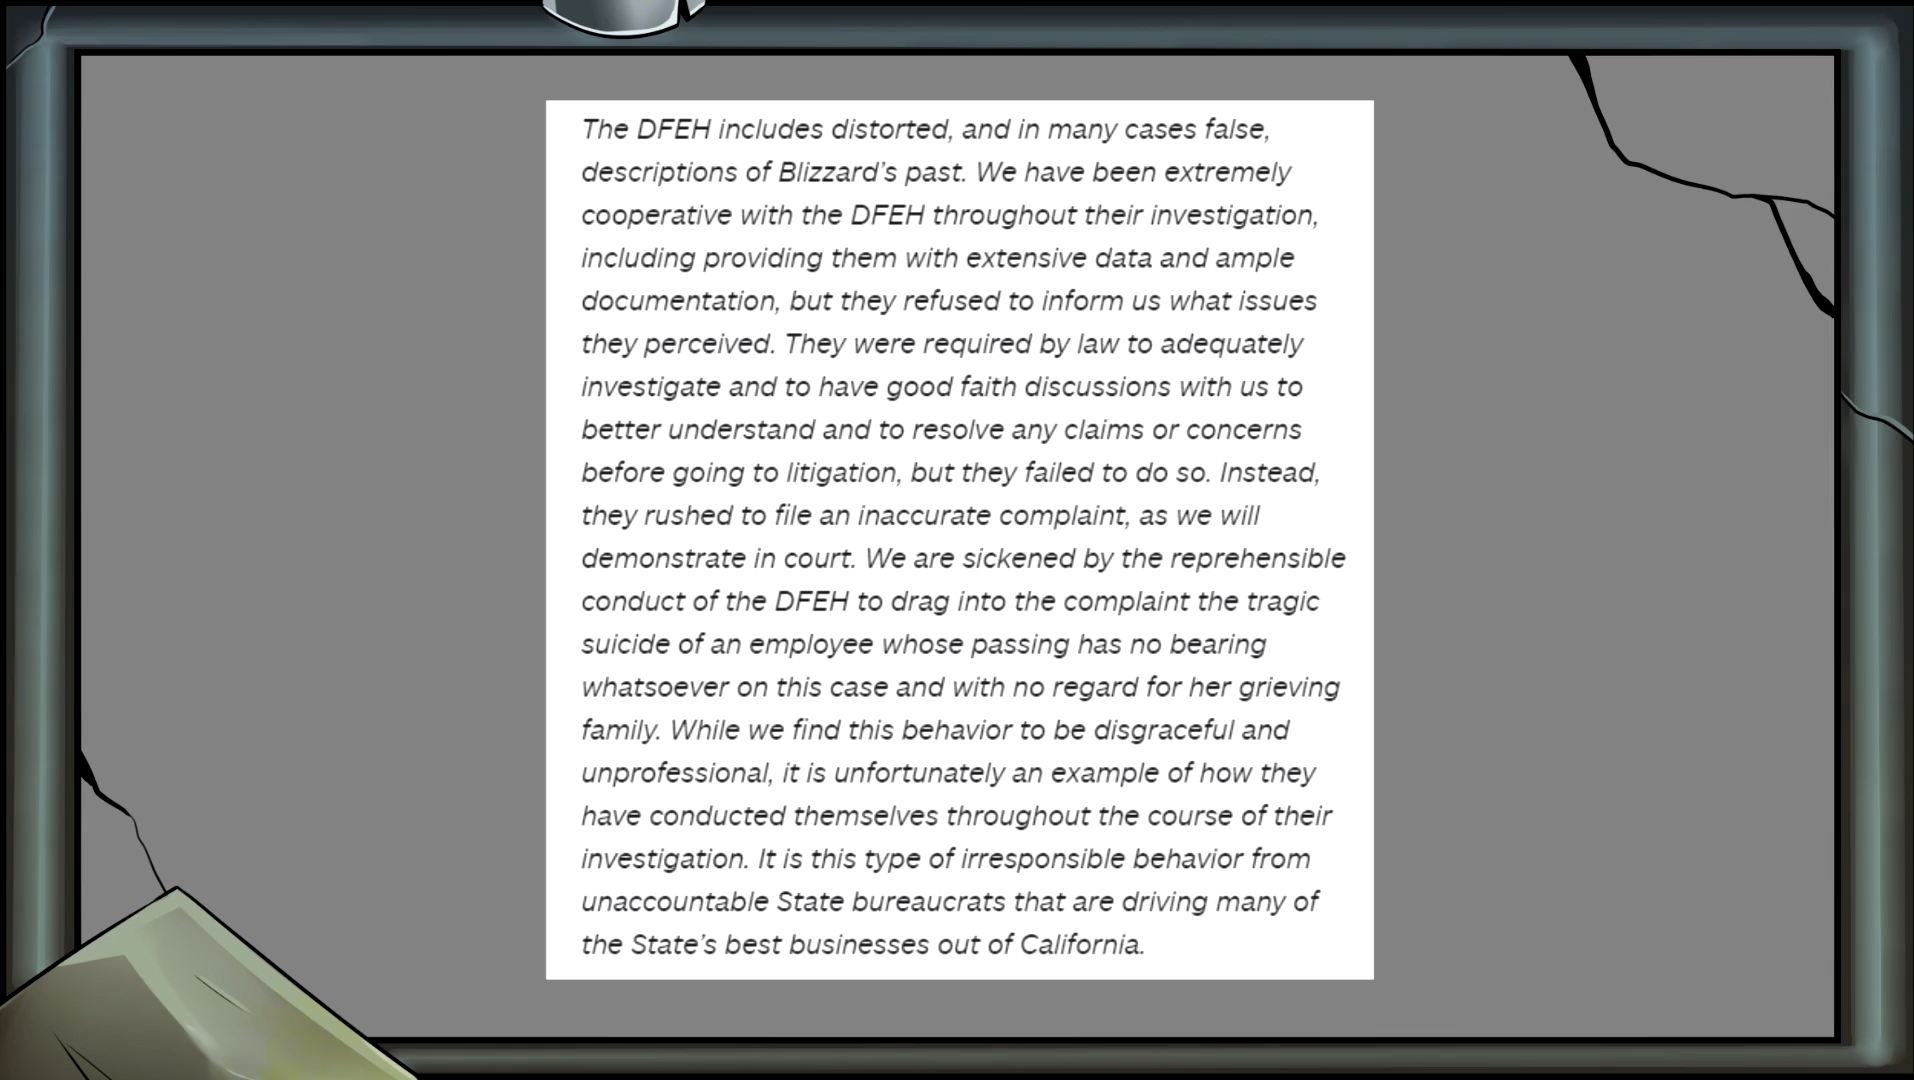 The DFEH includes distorted, and in many cases false,
descriptions of Blizzard's past. We have been extremely
cooperative with the DFEH throughout their investigation,
including providing them with extensive data and ample
documentation, but they refused to inform us what issues
they perceived. They were required by law to adequately
investigate and to have good faith discussions with us to
better understand and to resolve any claims or concerns
before going to litigation, but they failed to do so. Instead,
they rushed to file an inaccurate complaint, as we will
demonstrate in court. We are sickened by the reprehensible
conduct of the DFEH to drag into the complaint the tragic
suicide of an employee whose passing has no bearing
whatsoever on this case and with no regard for her grieving
family. While we find this behavior to be disgraceful and
unprofessional, it is unfortunately an example of how they
have conducted themselves throughout the course of their
investigation. It is this type of irresponsible behavior from
unaccountable State bureaucrats that are driving many of
the State's best businesses out of California.